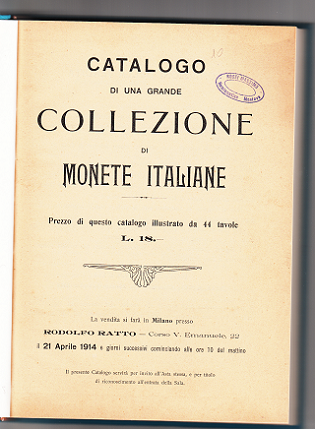 CATALOGO
DI UNA GRANDE
COLLEZIONE
DI
MONETE ITALIANE
Prezzo di questo catalogo illustrato da 44 tavole
L. 18.—
La vendita si farà in Milano presso
RODOLFO RATTO — Corso V. Emanuele, 22
il 21 Aprile 1914 e giorni successivi cominciando alle ore 10 del mattino
Il presente Catalogo servirà per invito all'Asta stessa, e per titolo
di riconoscimento all'entrata della Sala.